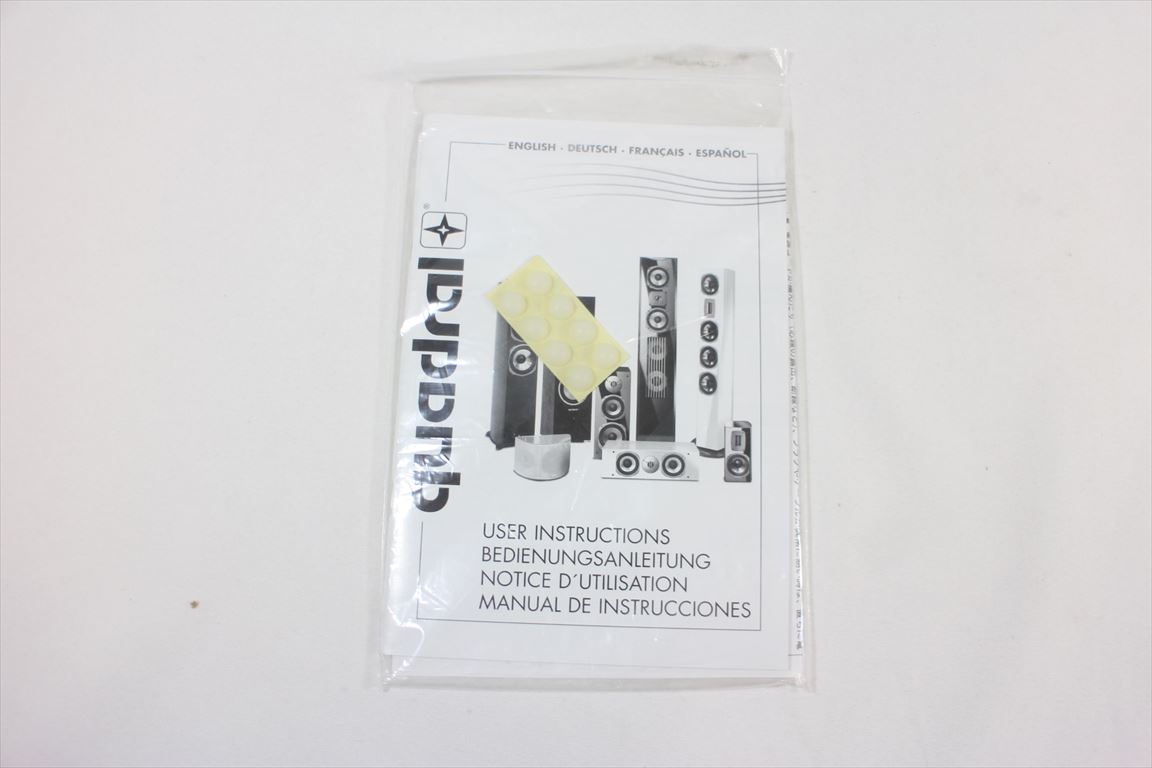 ENGLISH · DEUTSCH · FRANÇAIS · ESPAÑOL
quadral®
USER INSTRUCTIONS
BEDIENUNGSANLEITUNG
NOTICE D´UTILISATION
MANUAL DE INSTRUCCIONES